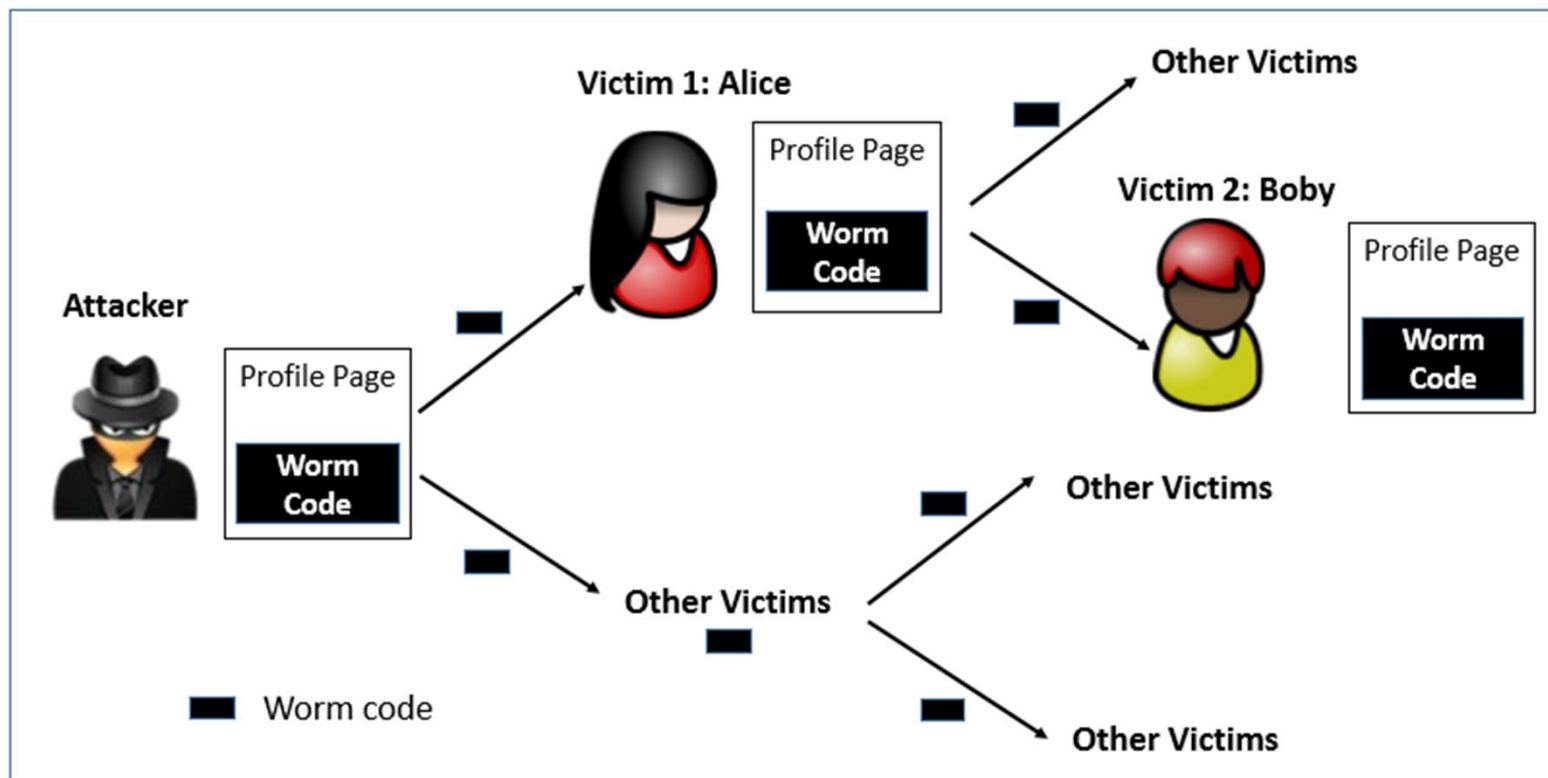 Other Victims
Victim 1: Alice
Profile Page
Worm
Code
Victim 2: Boby
Profile Page
Worm
Code
Attacker
Profile Page
Worm
Code
Other Victims
Other Victims
Worm code
Other Victims